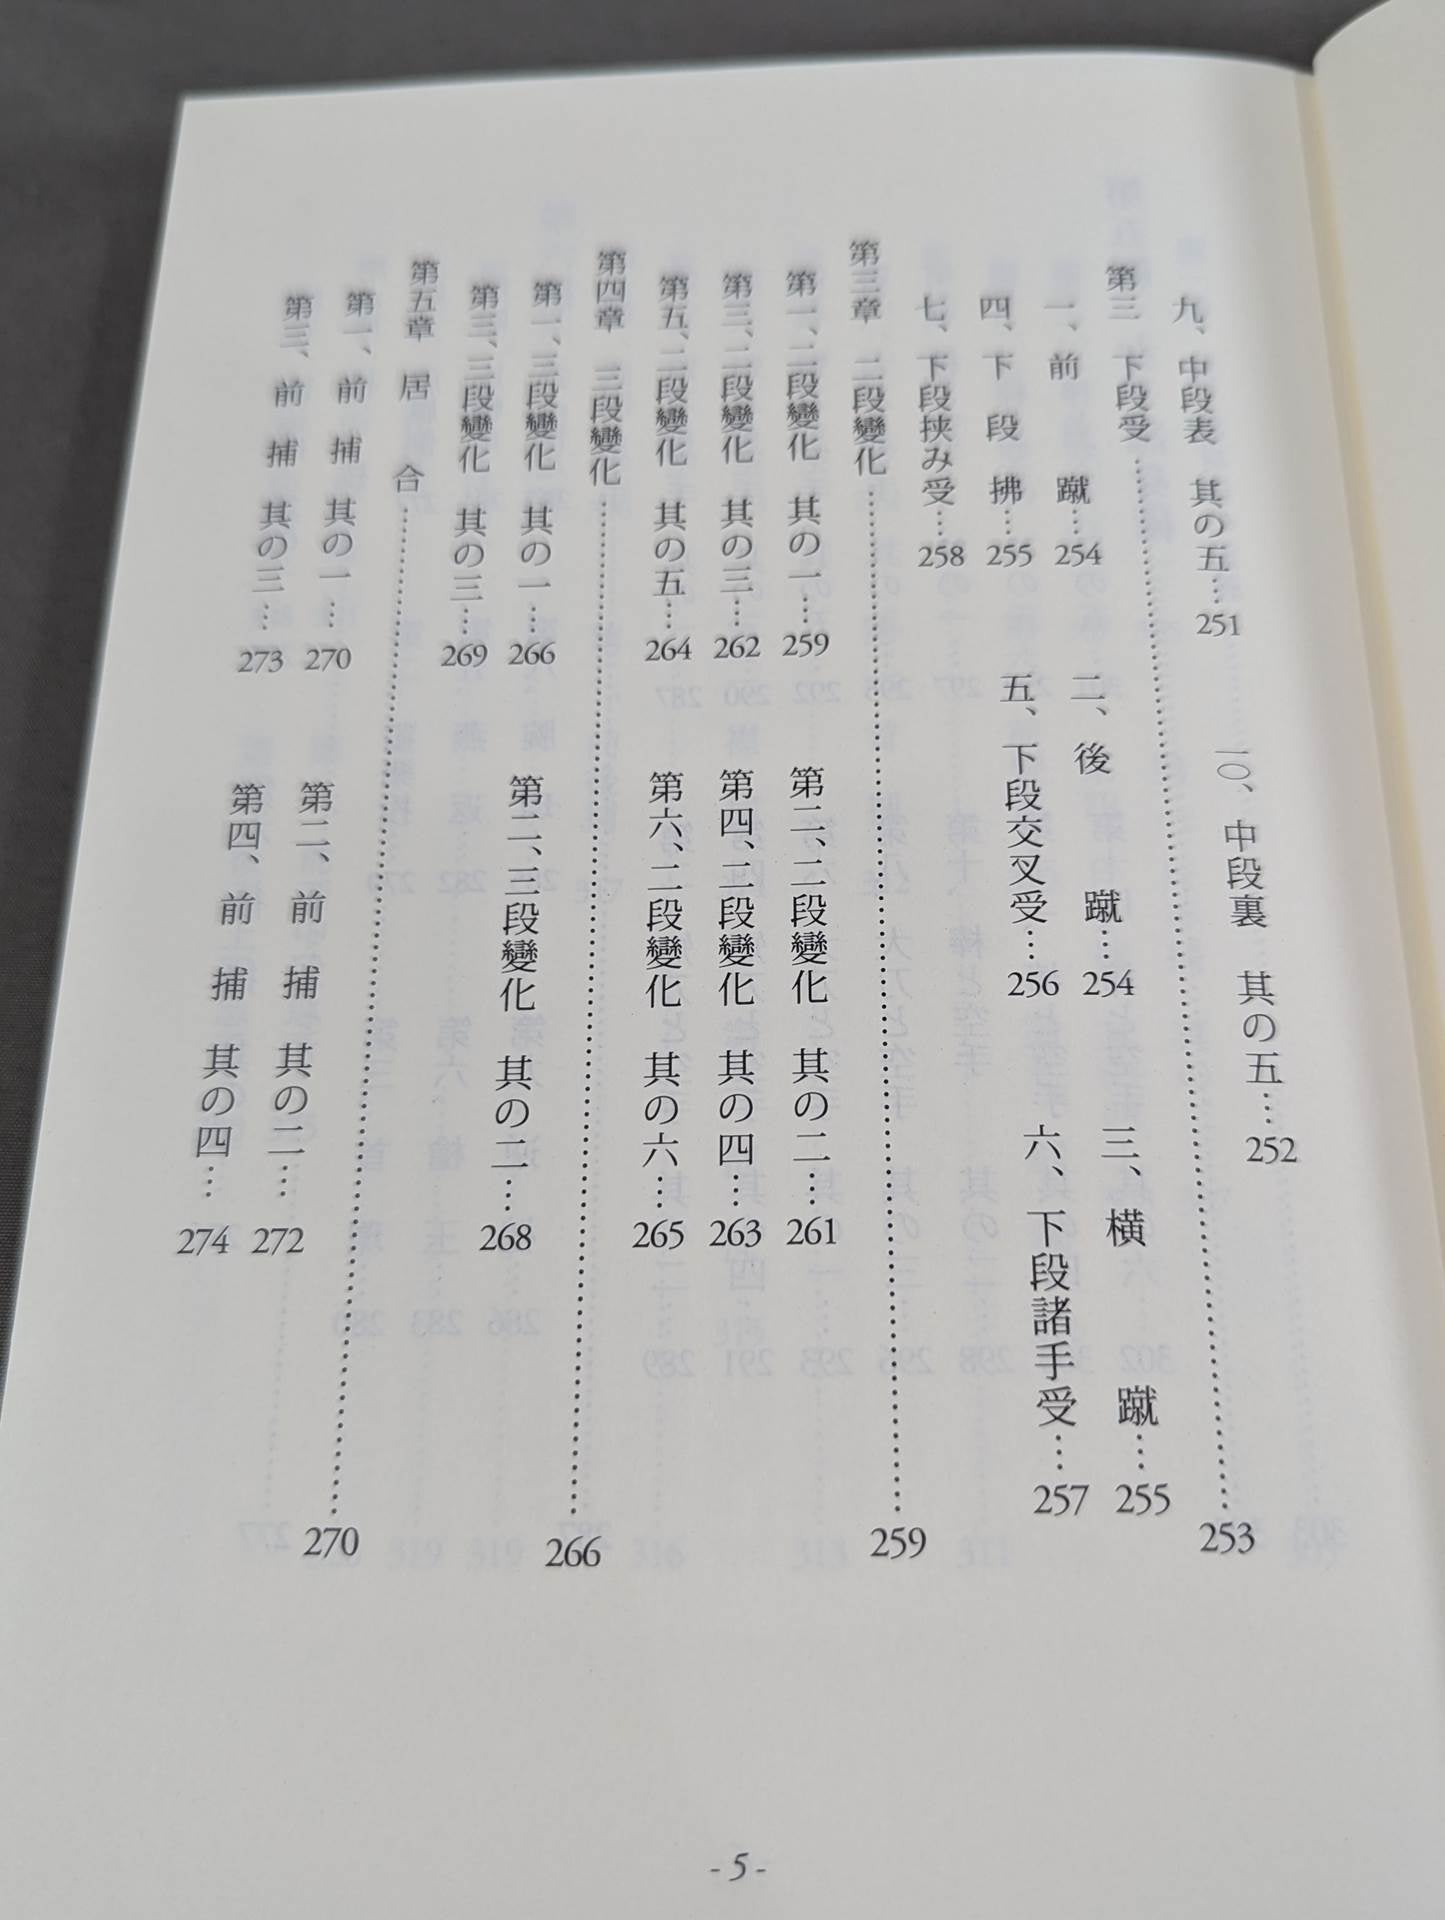 九、中段表　其の五…251　一〇、中段裏　其の五…252
第三　下段受…253
一、前　蹴…254　二、後　蹴…254　三、横　蹴…255
四、下段拂…255　五、下段交叉受…256　六、下段諸手受…257
七、下段挟み受…258
第三章　二段變化…259
第一、二段變化　其の一…259　第二、二段變化　其の二…261
第三、二段變化　其の三…262　第四、二段變化　其の四…263
第五、二段變化　其の五…264　第六、二段變化　其の六…265
第四章　三段變化…266
第一、三段變化　其の一…266　第二、三段變化　其の二…268
第三、三段變化　其の三…269
第五章　居　合…270
第一、前　捕　其の一…270　第二、前　捕　其の二…272
第三、前　捕　其の三…273　第四、前　捕　其の四…274
- 5 -